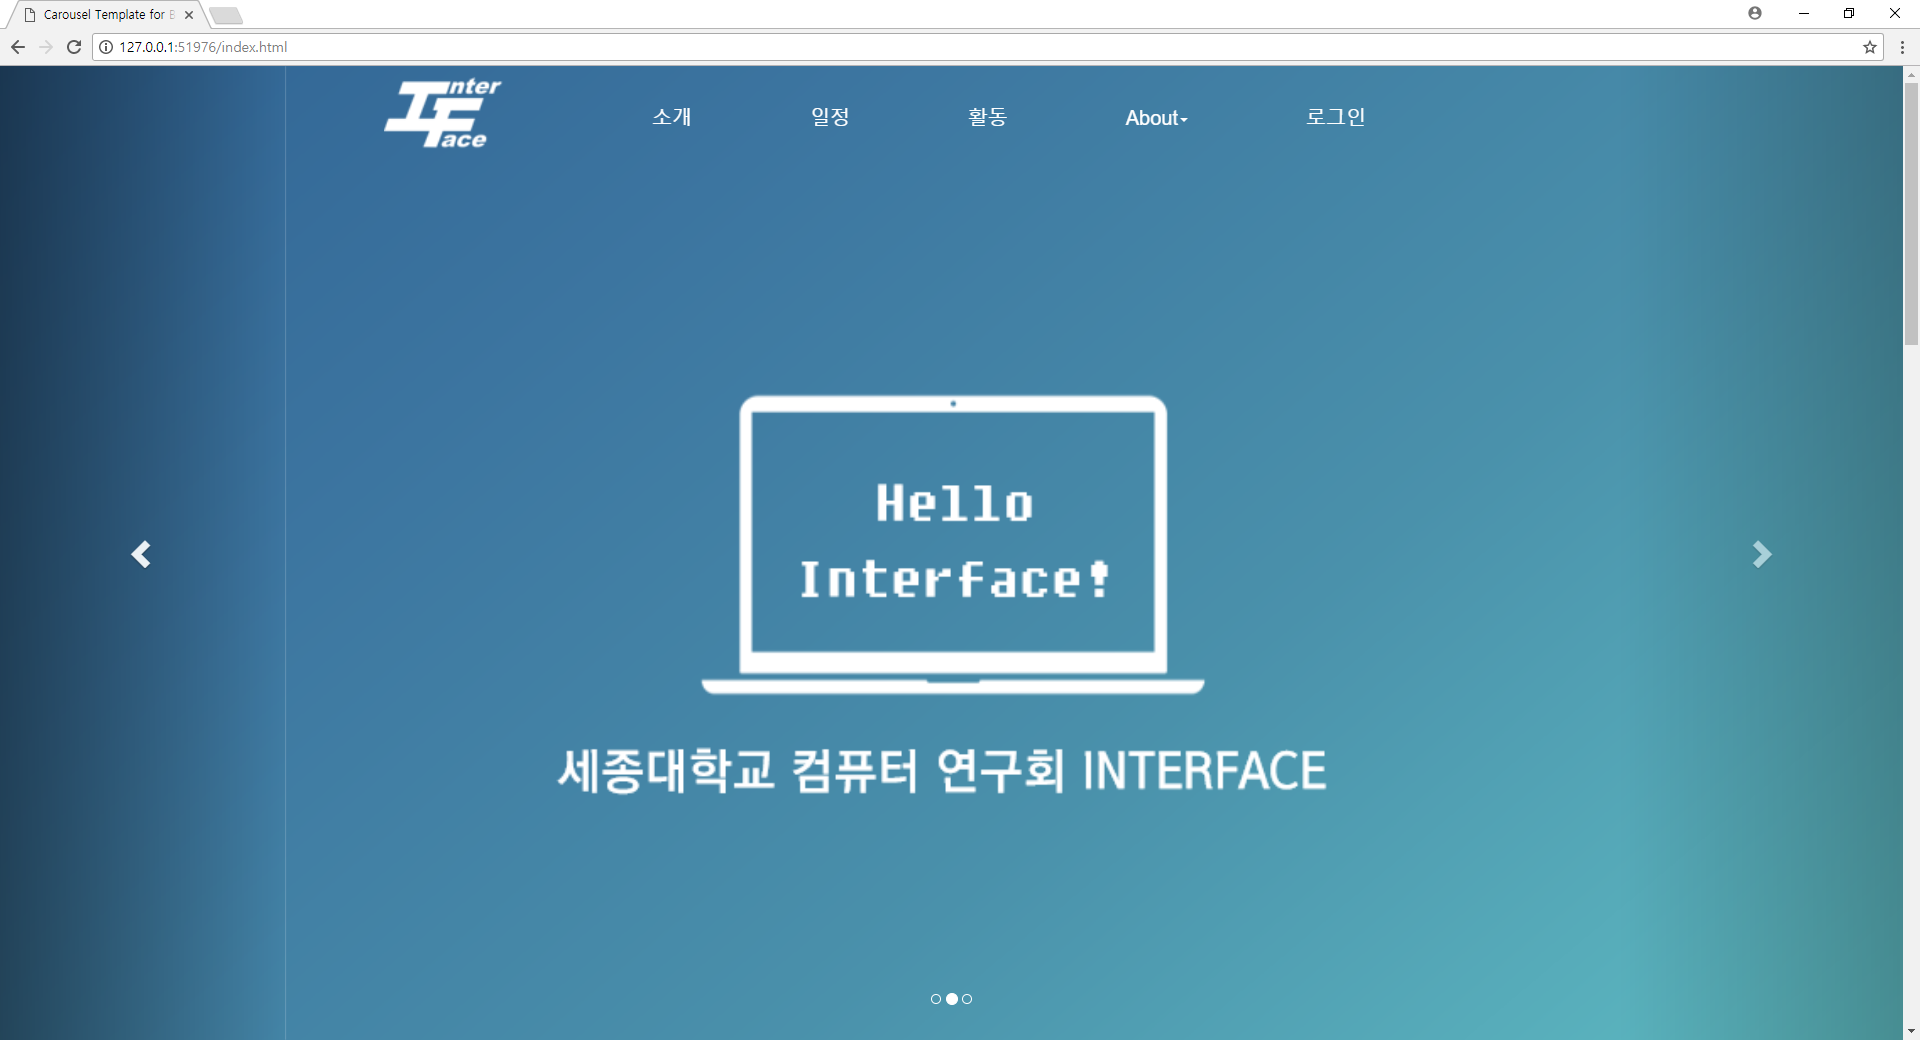 Carousel Template for B
127.0.0.1:51976/index.html
Inter
Face
소개 일정 활동 About 로그인
Hello
Interface!
세종대학교 컴퓨터 연구회 INTERFACE